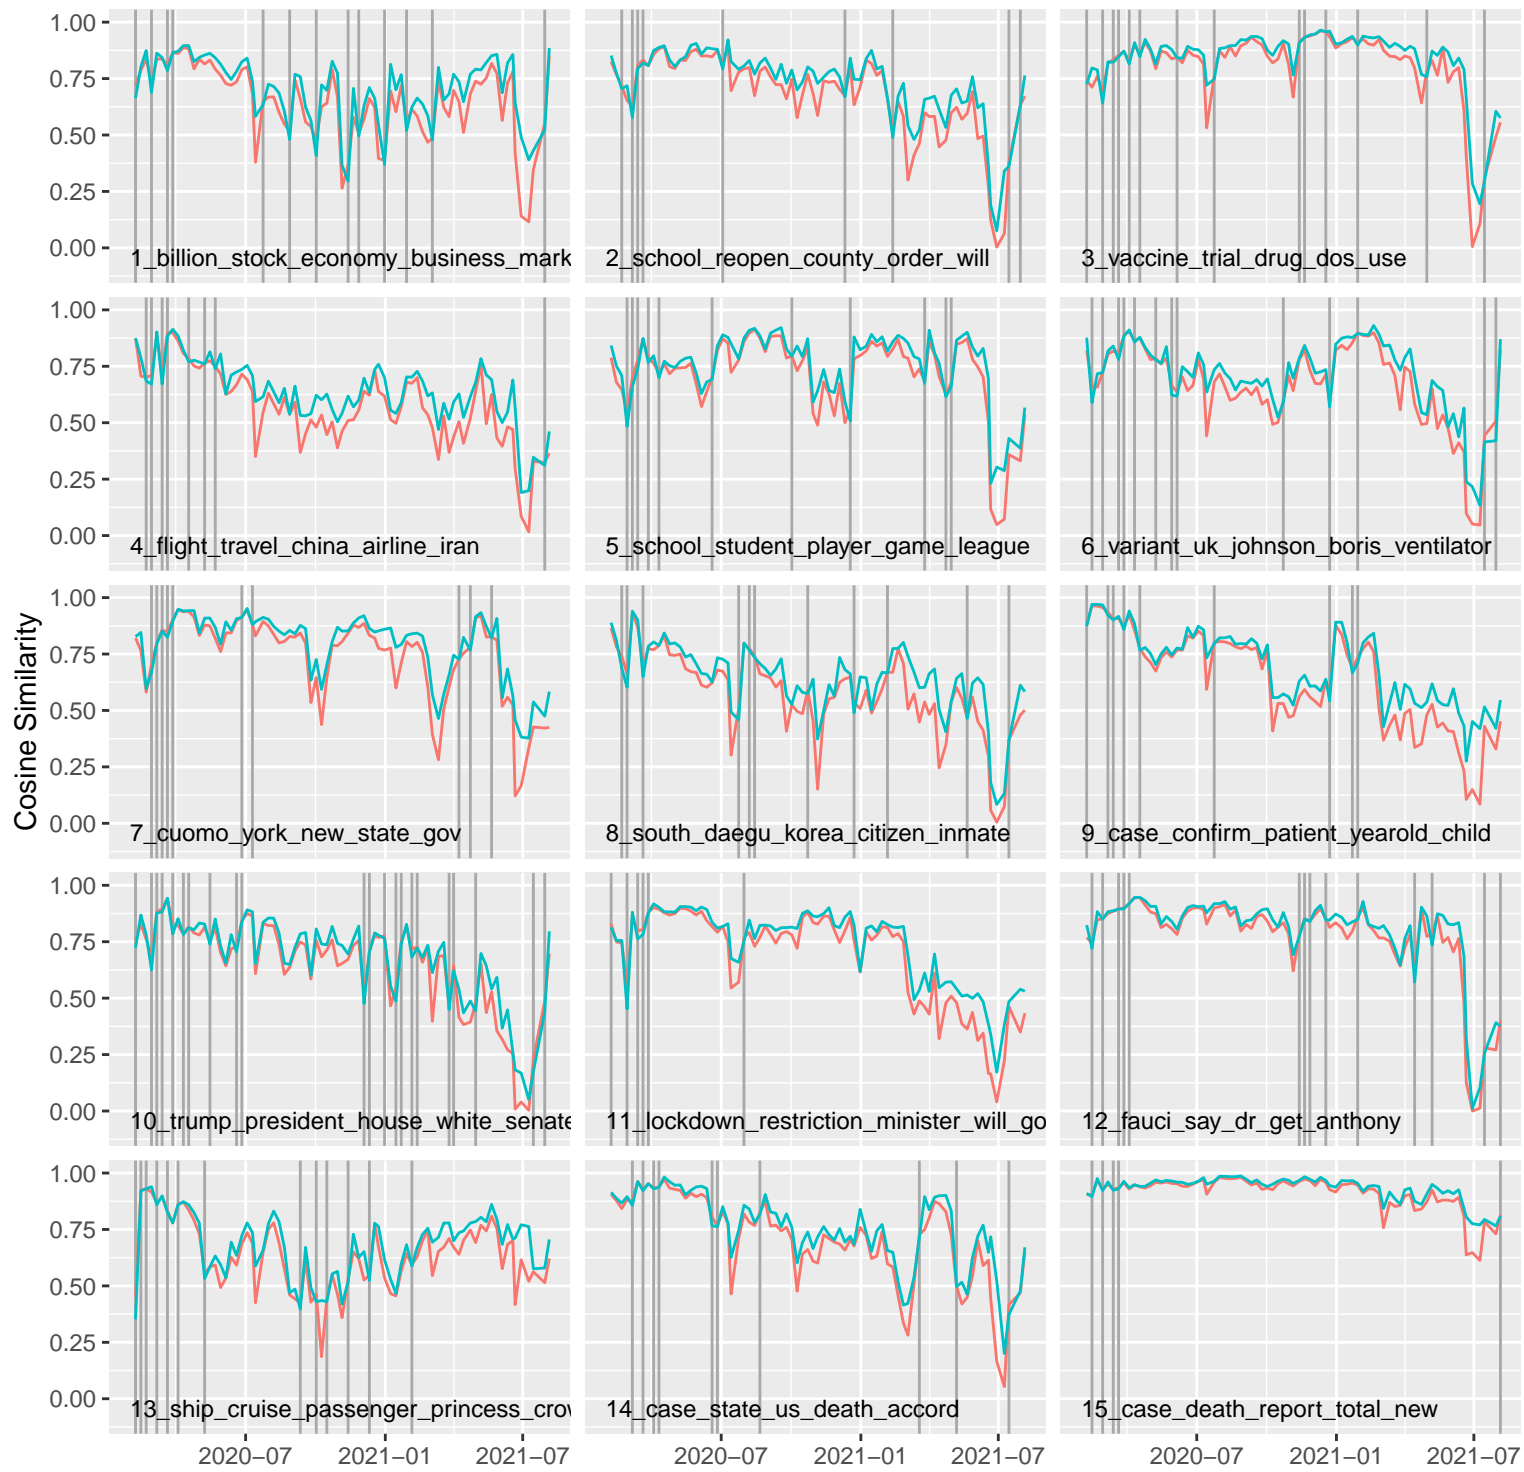 1.00
0.75
0.50
0.25
0.00
1_billion_stock_economy_business_mark
2_school_reopen_county_order_will
3_vaccine_trial_drug_dos_use
1.00
0.75
0.50
0.25
0.00
4_flight_travel_china_airline_iran
5_school_student_player_game_league
6_variant_uk_johnson_boris_ventilator
Cosine Similarity
1.00
0.75
0.50
0.25
0.00
7_cuomo_york_new_state_gov
8_south_daegu_korea_citizen_inmate
9_case_confirm_patient_yearold_child
1.00
0.75
0.50
0.25
0.00
10_trump_president_house_white_senate
11_lockdown_restriction_minister_will_go
12_fauci_say_dr_get_anthony
1.00
0.75
0.50
0.25
0.00
13_ship_cruise_passenger_princess_crow
14_case_state_us_death_accord
15_case_death_report_total_new
2020−07 2021−01 2021−07 2020−07 2021−01 2021−07 2020−07 2021−01 2021−07